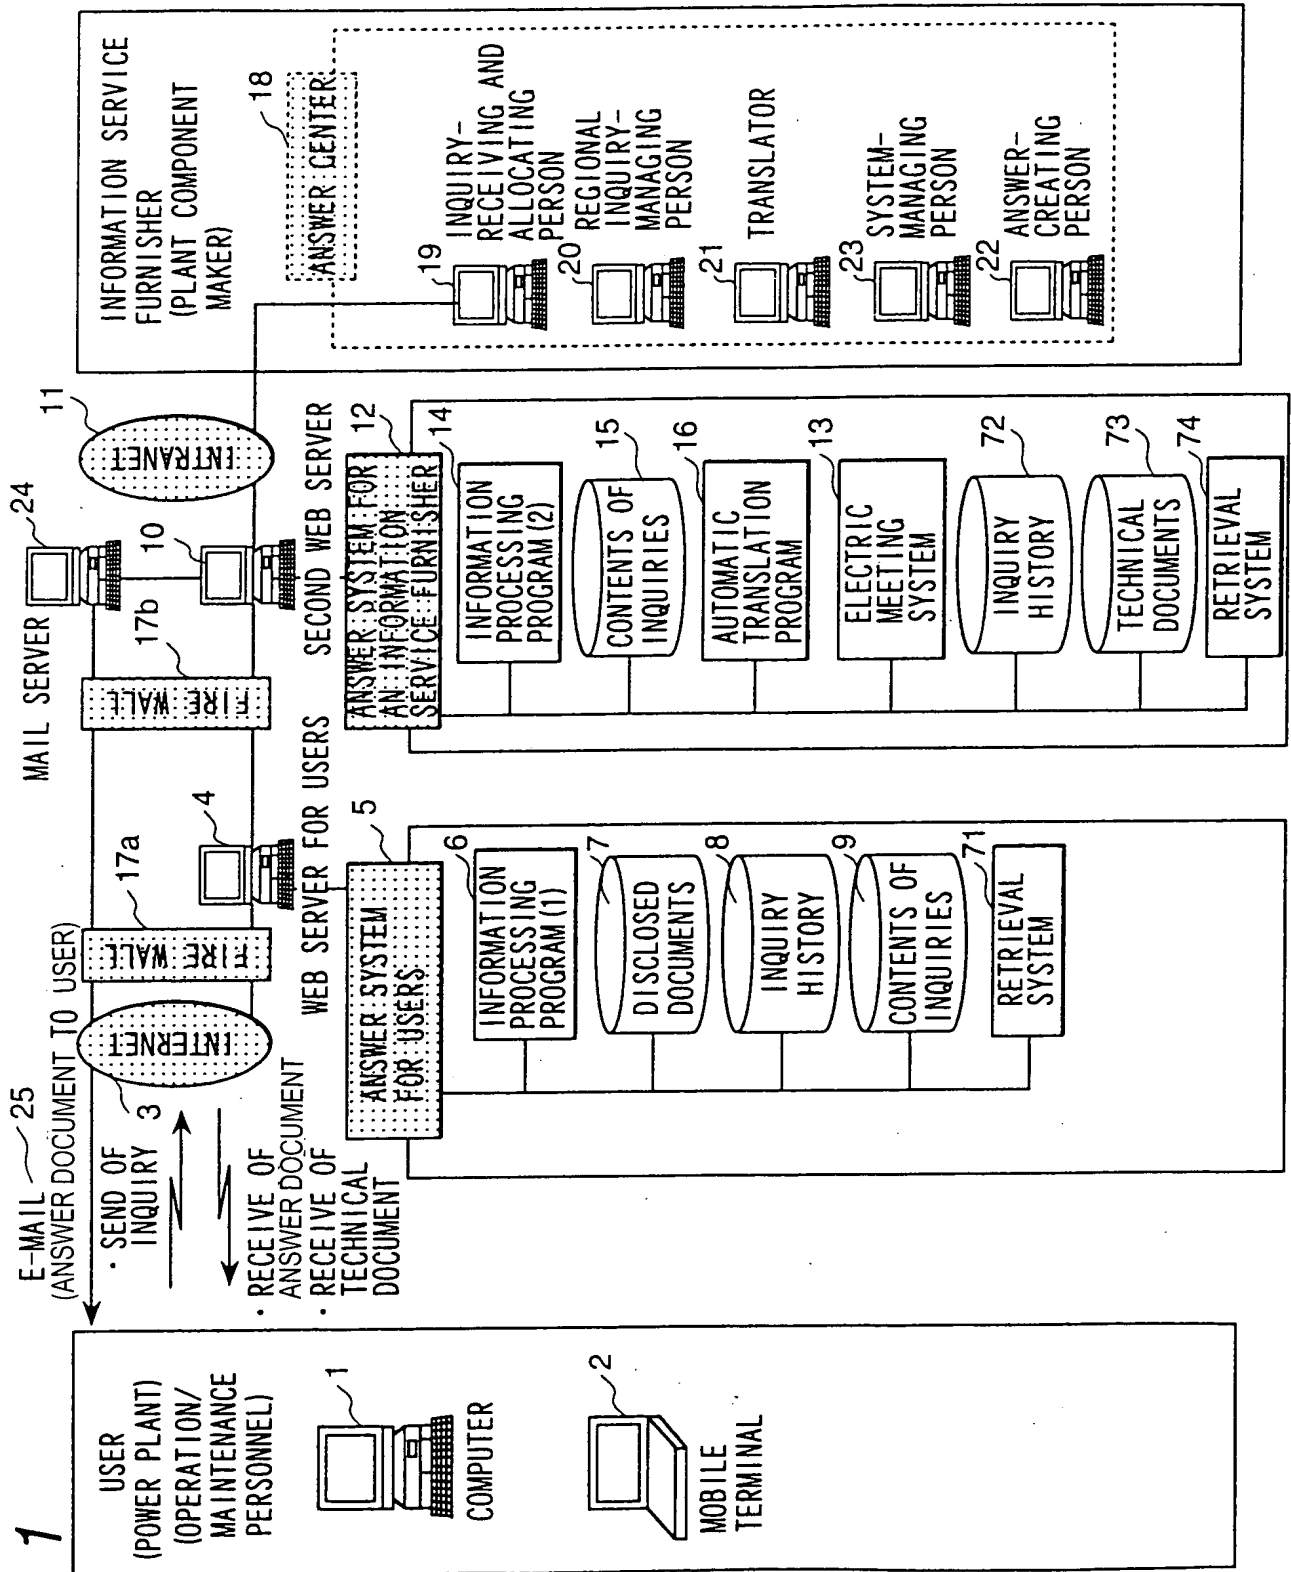 1
USER
(POWER PLANT)
(OPERATION/
MAINTENANCE
PERSONNEL)
1
COMPUTER
2
MOBILE
TERMINAL
E-MAIL 25
(ANSWER DOCUMENT TO USER)
· SEND OF
INQUIRY
3
INTERNET
· RECEIVE OF
ANSWER DOCUMENT
· RECEIVE OF
TECHNICAL
DOCUMENT
17a
FIRE WALL
4
WEB SERVER FOR USERS
5
ANSWER SYSTEM
FOR USERS
6
INFORMATION
PROCESSING
PROGRAM (1)
7
DISCLOSED
DOCUMENTS
8
INQUIRY
HISTORY
9
CONTENTS OF
INQUIRIES
71
RETRIEVAL
SYSTEM
MAIL SERVER
24
17b
FIRE WALL
10
11
INTRANET
SECOND WEB SERVER
12
ANSWER SYSTEM FOR
AN INFORMATION
SERVICE FURNISHER
14
INFORMATION
PROCESSING
PROGRAM (2)
15
CONTENTS OF
INQUIRIES
16
AUTOMATIC
TRANSLATION
PROGRAM
13
ELECTRIC
MEETING
SYSTEM
72
INQUIRY
HISTORY
73
TECHNICAL
DOCUMENTS
74
RETRIEVAL
SYSTEM
INFORMATION SERVICE
FURNISHER
(PLANT COMPONENT
MAKER)
18
ANSWER CENTER
19
INQUIRY-
RECEIVING AND
ALLOCATING
PERSON
20
REGIONAL
INQUIRY-
MANAGING
PERSON
21
TRANSLATOR
23
SYSTEM-
MANAGING
PERSON
22
ANSWER-
CREATING
PERSON